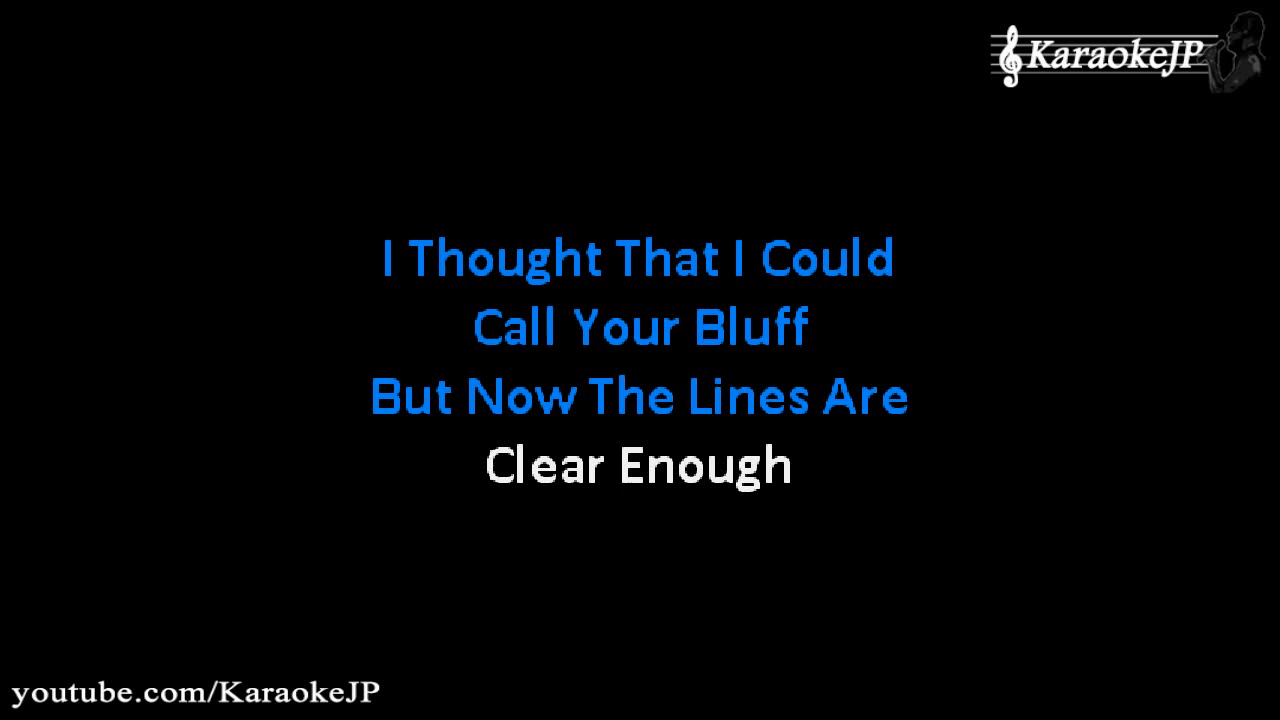 KaraokeJP
I Thought That I Could
Call Your Bluff
But Now The Lines Are
Clear Enough
youtube.com/KaraokeJP